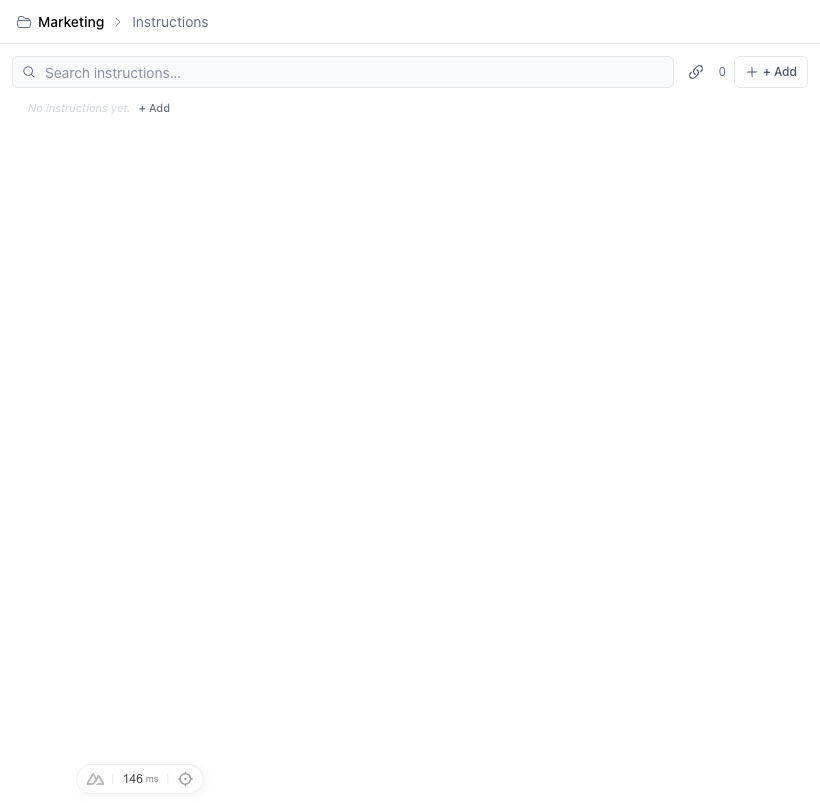 Marketing > Instructions
Search instructions... 0 + + Add
No instructions yet. + Add
146 ms